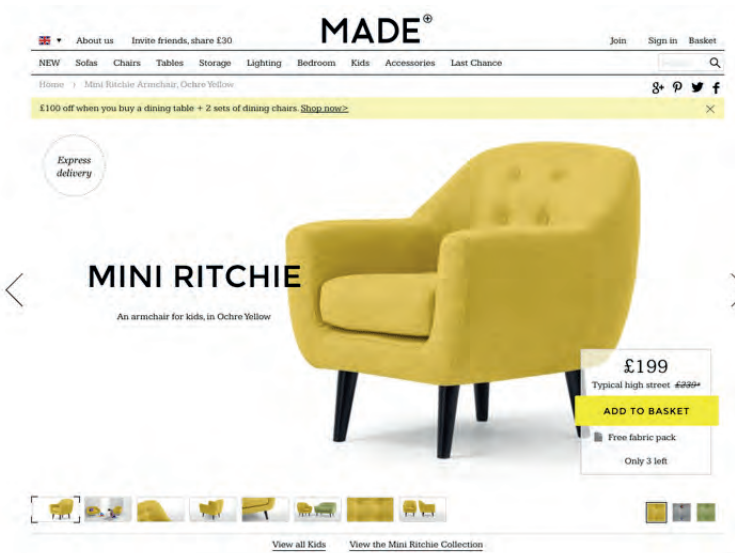 MADE
About us Invite friends, share £30 Join Sign in Basket
NEW Sofas Chairs Tables Storage Lighting Bedroom Kids Accessories Last Chance
Home > Mini Ritchie Armchair, Ochre Yellow
£100 off when you buy a dining table + 2 sets of dining chairs. Shop now>
Express
delivery
MINI RITCHIE
An armchair for kids, in Ochre Yellow
£199
Typical high street £239*
ADD TO BASKET
Free fabric pack
Only 3 left
View all Kids View the Mini Ritchie Collection